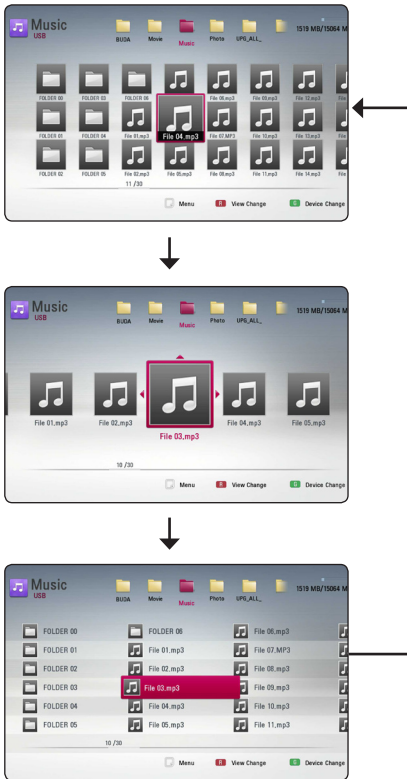 Music
USB
BUDA Movie Music Photo UPG_ALL_ 1519 MB/15064 M
FOLDER 00 FOLDER 03 FOLDER 06 File 06.mp3 File 09.mp3 File 12.mp3 File
FOLDER 01 FOLDER 04 File 01.mp3 File 04.mp3 File 07.MP3 File 10.mp3 File 13.mp3 File
FOLDER 02 FOLDER 05 File 02.mp3 File 05.mp3 File 08.mp3 File 11.mp3 File 14.mp3 File
11 /30
Menu R View Change G Device Change
Music
USB
BUDA Movie Music Photo UPG_ALL_ 1519 MB/15064 M
File 01.mp3 File 02.mp3 File 03.mp3 File 04.mp3 File 05.mp3
10 /30
Menu R View Change G Device Change
Music
USB
BUDA Movie Music Photo UPG_ALL_ 1519 MB/15064 M
FOLDER 00 FOLDER 06 File 06.mp3
FOLDER 01 File 01.mp3 File 07.MP3
FOLDER 02 File 02.mp3 File 08.mp3
FOLDER 03 File 03.mp3 File 09.mp3
FOLDER 04 File 04.mp3 File 10.mp3
FOLDER 05 File 05.mp3 File 11.mp3
10 /30
Menu R View Change G Device Change